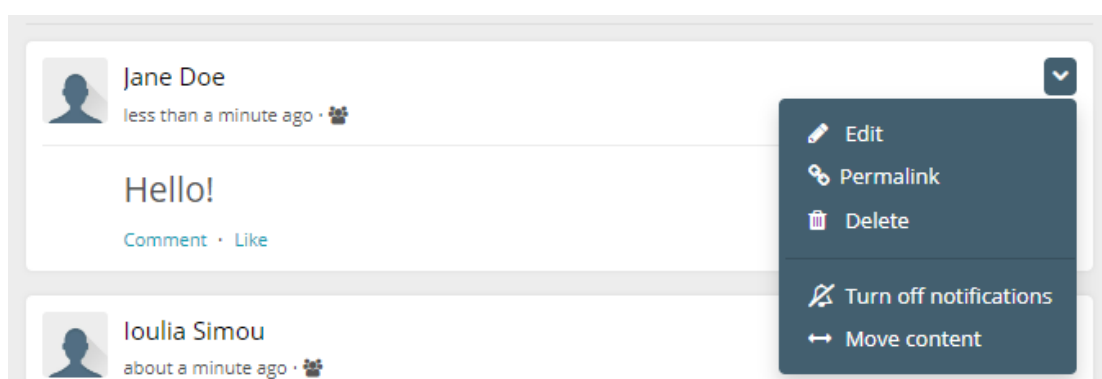 Jane Doe
less than a minute ago ·
Hello!
Comment · Like
Edit
Permalink
Delete
Turn off notifications
Move content
Ioulia Simou
about a minute ago ·